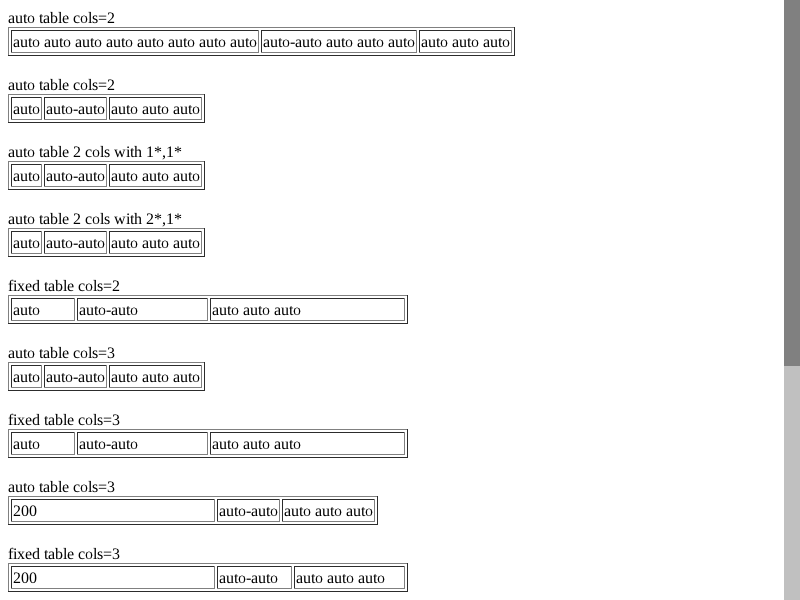 auto table cols=2
auto auto auto auto auto auto auto auto auto-auto auto auto auto auto auto auto
auto table cols=2
auto auto-auto auto auto auto
auto table 2 cols with 1*,1*
auto auto-auto auto auto auto
auto table 2 cols with 2*,1*
auto auto-auto auto auto auto
fixed table cols=2
auto auto-auto auto auto auto
auto table cols=3
auto auto-auto auto auto auto
fixed table cols=3
auto auto-auto auto auto auto
auto table cols=3
200 auto-auto auto auto auto
fixed table cols=3
200 auto-auto auto auto auto